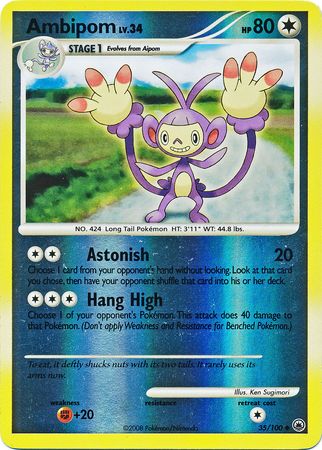 Ambipom LV.34 HP 80
STAGE 1 Evolves from Aipom
NO. 424 Long Tail Pokémon HT: 3'11" WT: 44.8 lbs.
Astonish 20
Choose 1 card from your opponent's hand without looking. Look at that card
you chose, then have your opponent shuffle that card into his or her deck.
Hang High
Choose 1 of your opponent's Pokémon. This attack does 40 damage to
that Pokémon. (Don't apply Weakness and Resistance for Benched Pokémon.)
To eat, it deftly shucks nuts with its two tails. It rarely uses its
arms now.
Illus. Ken Sugimori
weakness resistance retreat cost
+20
©2008 Pokémon/Nintendo 35/100